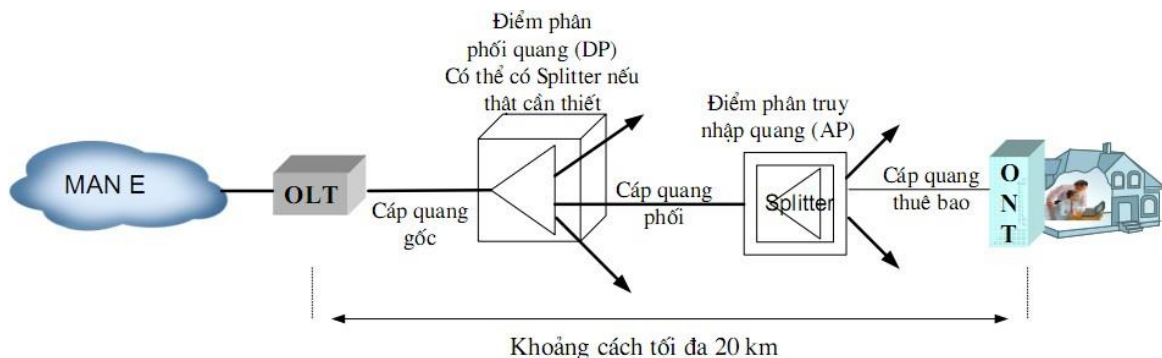 Điểm phân
phối quang (DP)
Có thể có Splitter nếu
thật cần thiết
Điểm phân truy
nhập quang (AP)
MAN E
OLT
Cáp quang
gốc
Cáp quang
phối
Splitter
Cáp quang
thuê bao
O
N
T
Khoảng cách tối đa 20 km